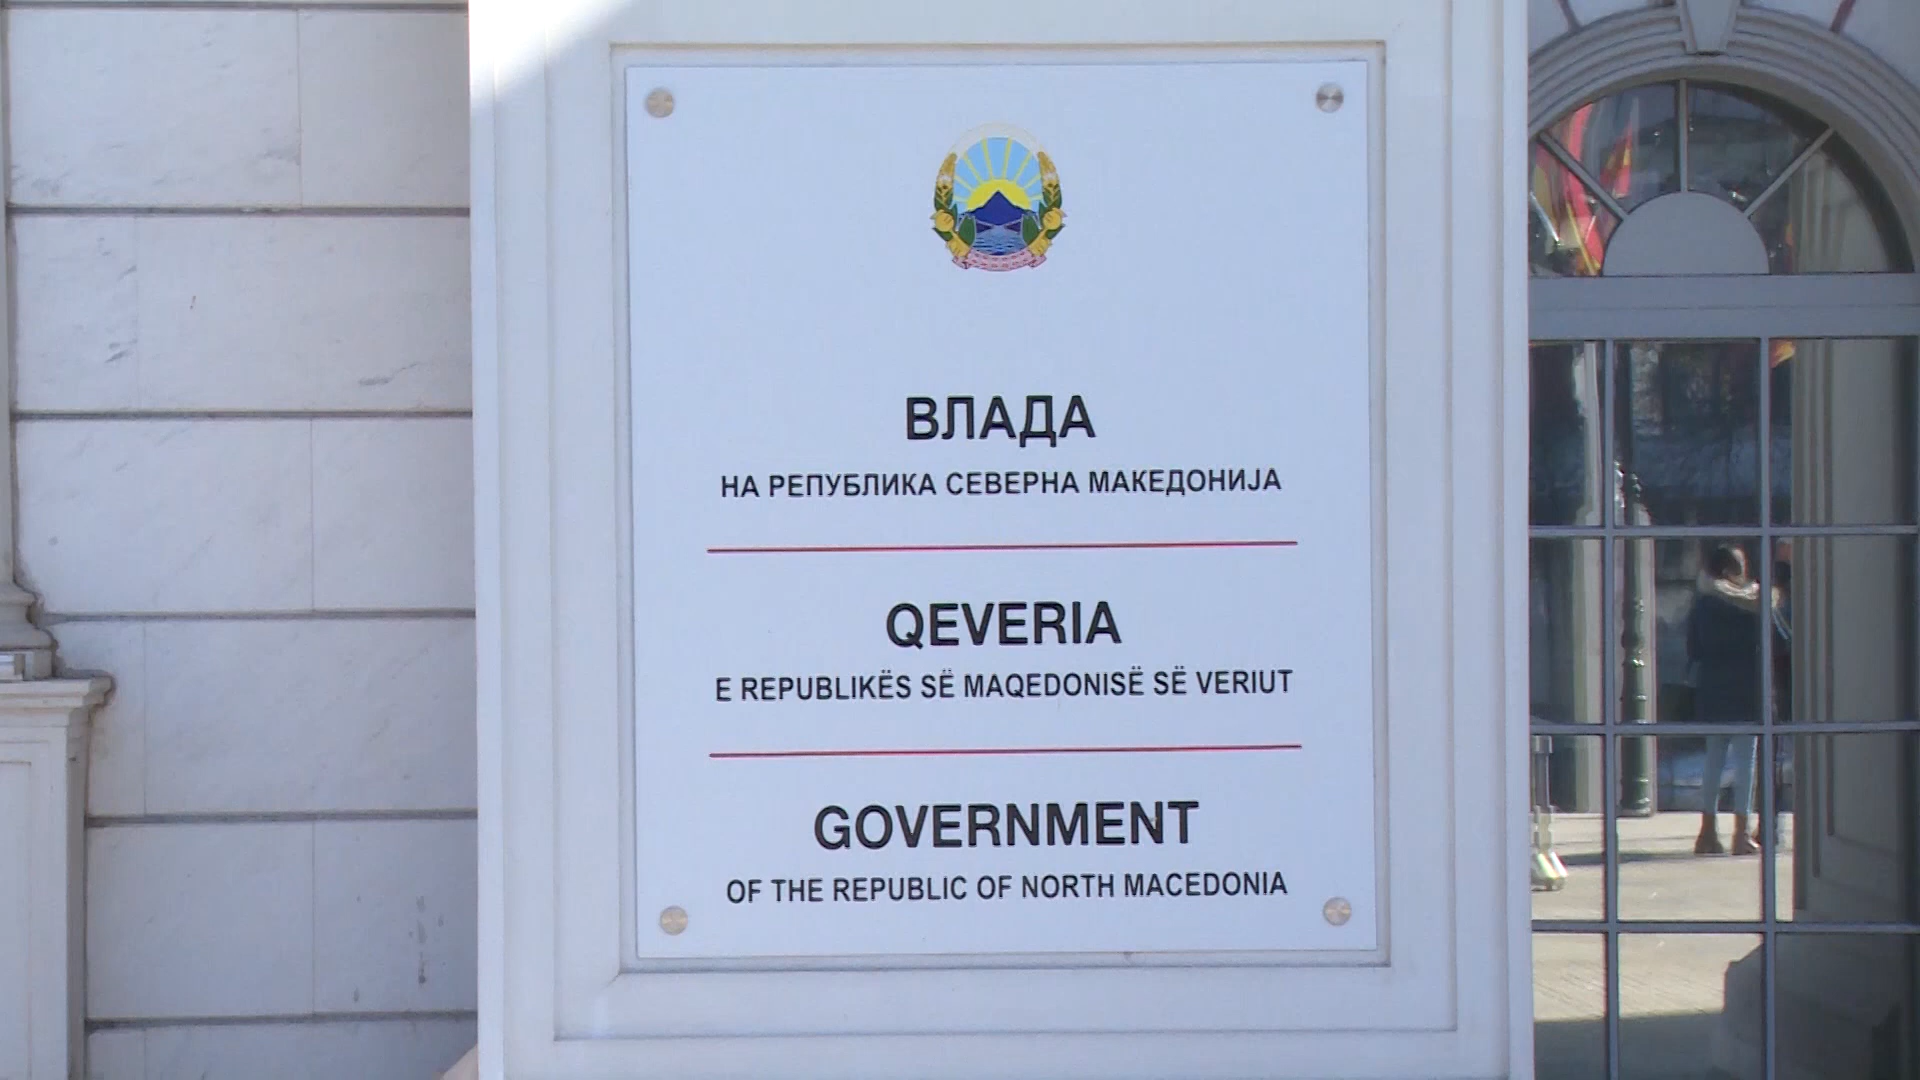 ВЛАДА
НА РЕПУБЛИКА СЕВЕРНА МАКЕДОНИЈА
QEVERIA
E REPUBLIKËS SË MAQEDONISË SË VERIUT
GOVERNMENT
OF THE REPUBLIC OF NORTH MACEDONIA